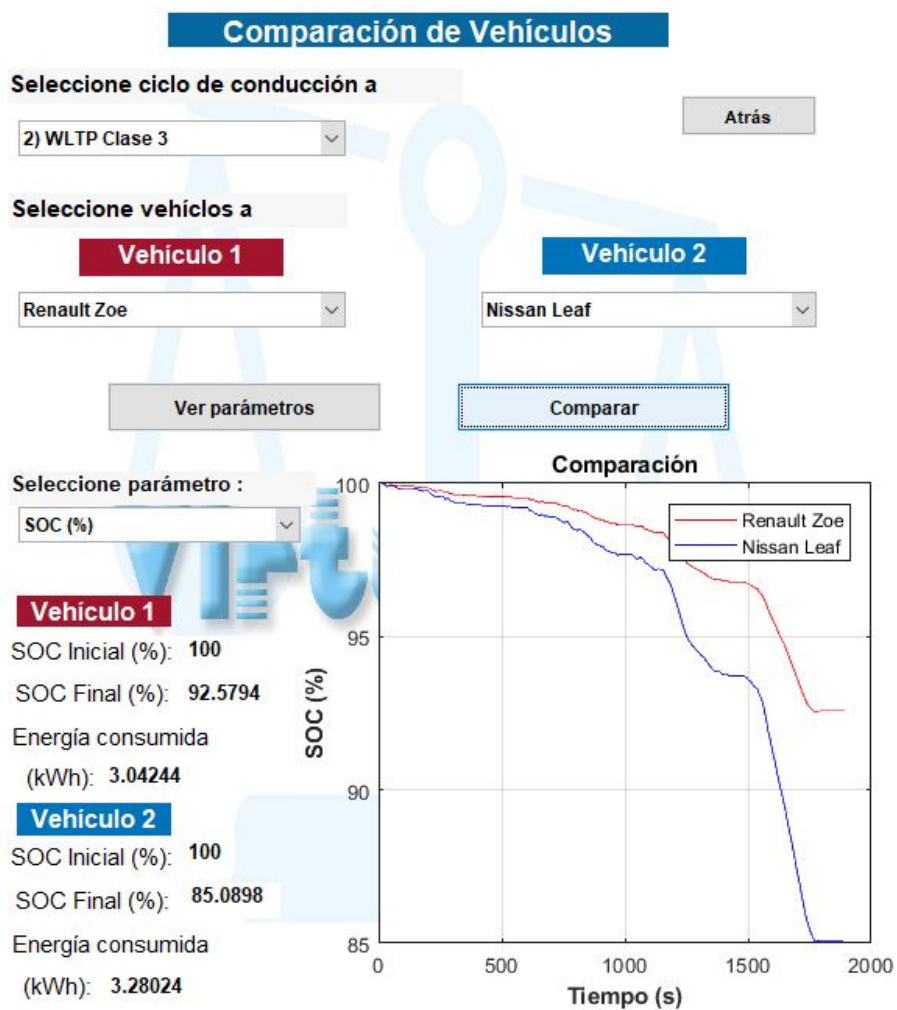 Comparación de Vehículos
Seleccione ciclo de conducción a
2) WLTP Clase 3
Atrás
Seleccione vehíclos a
Vehículo 1
Vehículo 2
Renault Zoe
Nissan Leaf
Ver parámetros
Comparar
Seleccione parámetro :
SOC (%)
Vehículo 1
SOC Inicial (%): 100
SOC Final (%): 92.5794
Energía consumida
(kWh): 3.04244
Vehículo 2
SOC Inicial (%): 100
SOC Final (%): 85.0898
Energía consumida
(kWh): 3.28024
Comparación
Renault Zoe
Nissan Leaf
100
95
90
85
SOC (%)
0 500 1000 1500 2000
Tiempo (s)